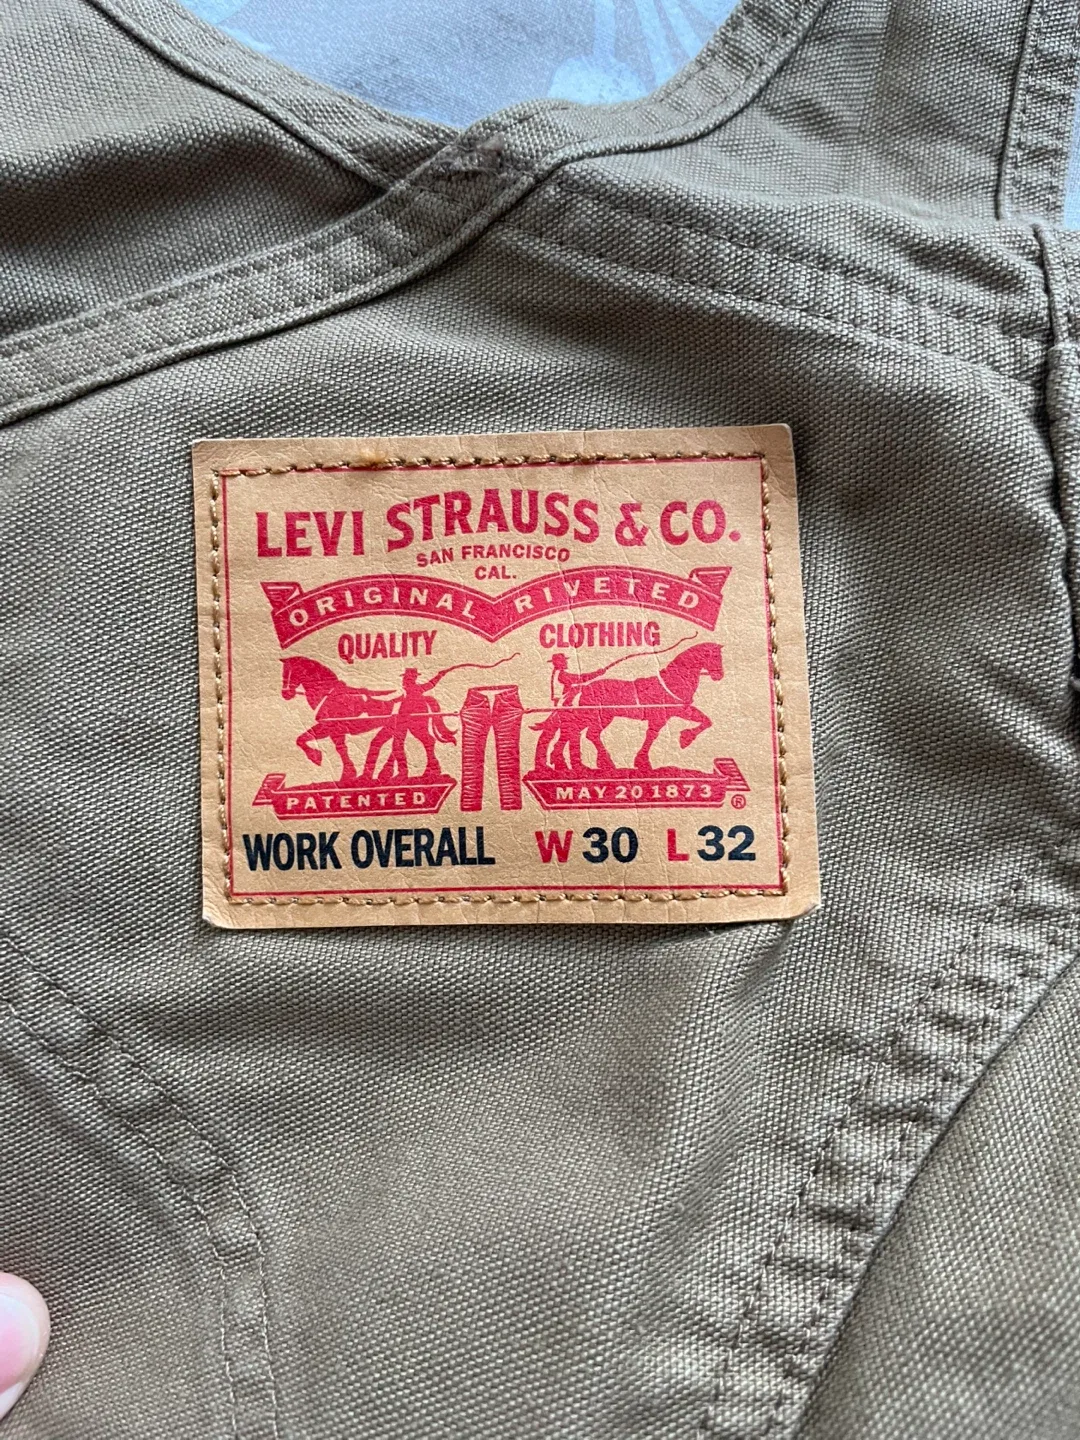 LEVI STRAUSS & CO.
SAN FRANCISCO
CAL.
ORIGINAL RIVETED
QUALITY CLOTHING
PATENTED MAY 20 1873 ®
WORK OVERALL W 30 L 32